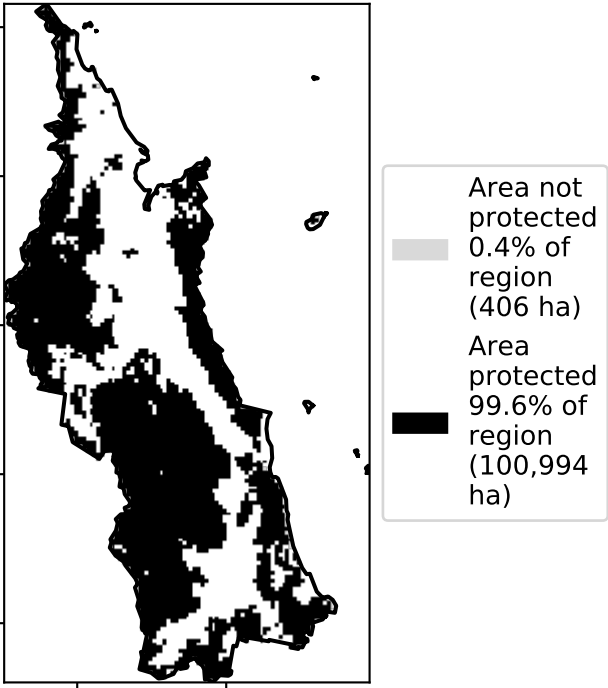 Area not
protected
0.4% of
region
(406 ha)
Area
protected
99.6% of
region
(100,994
ha)